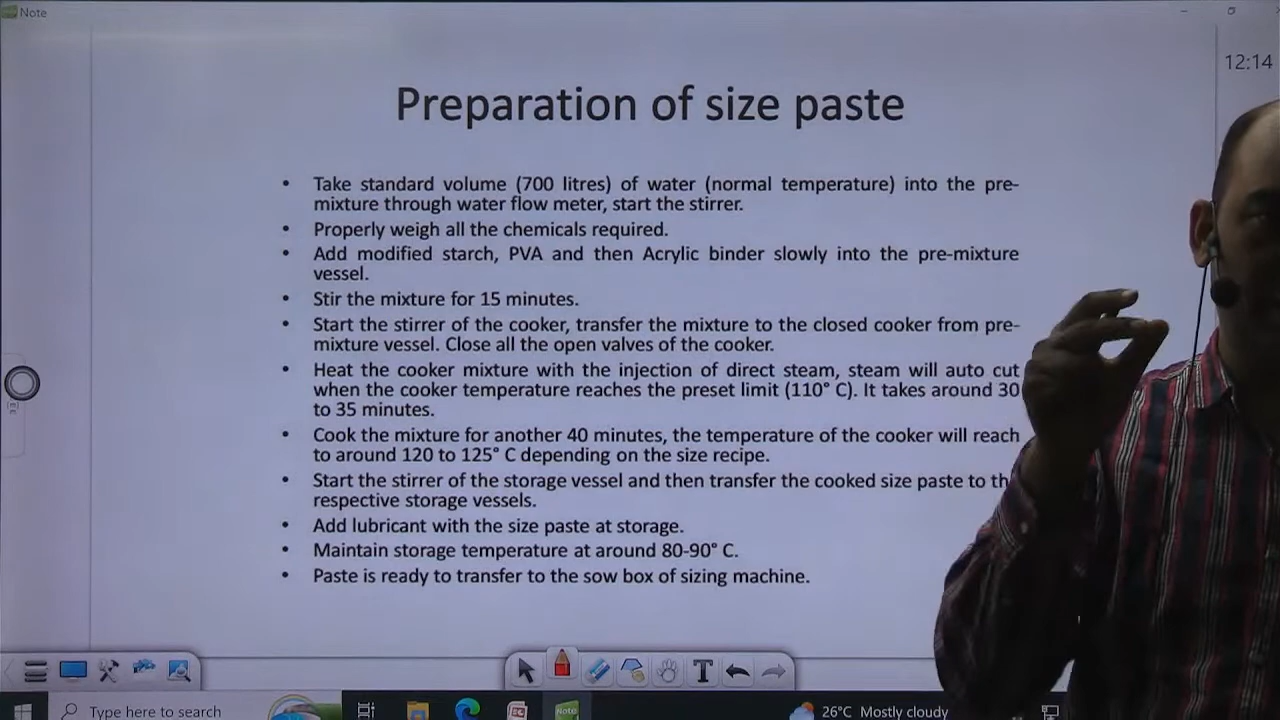 Note
12:14
Preparation of size paste
• Take standard volume (700 litres) of water (normal temperature) into the pre-
mixture through water flow meter, start the stirrer.
• Properly weigh all the chemicals required.
• Add modified starch, PVA and then Acrylic binder slowly into the pre-mixture
vessel.
• Stir the mixture for 15 minutes.
• Start the stirrer of the cooker, transfer the mixture to the closed cooker from pre-
mixture vessel. Close all the open valves of the cooker.
• Heat the cooker mixture with the injection of direct steam, steam will auto cut
when the cooker temperature reaches the preset limit (110° C). It takes around 30
to 35 minutes.
• Cook the mixture for another 40 minutes, the temperature of the cooker will reach
to around 120 to 125° C depending on the size recipe.
• Start the stirrer of the storage vessel and then transfer the cooked size paste to th
respective storage vessels.
• Add lubricant with the size paste at storage.
• Maintain storage temperature at around 80-90° C.
• Paste is ready to transfer to the sow box of sizing machine.
T
Type here to search
Note
26°C Mostly cloudy